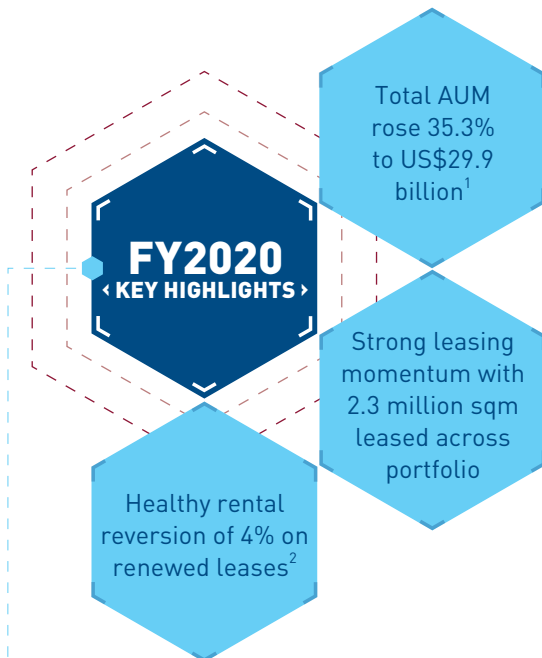 FY2020
‹ KEY HIGHLIGHTS ›
Total AUM
rose 35.3%
to US$29.9
billion¹
Strong leasing
momentum with
2.3 million sqm
leased across
portfolio
Healthy rental
reversion of 4% on
renewed leases²